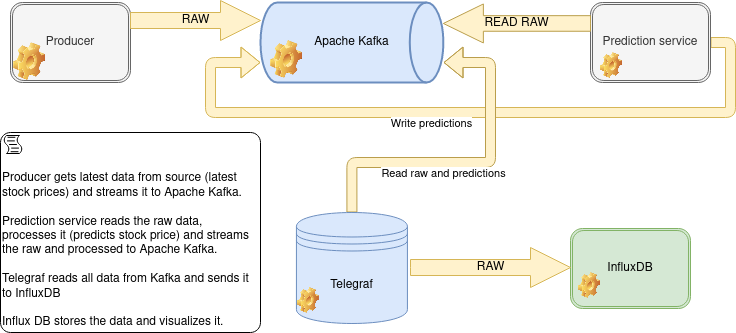 RAW
READ RAW
Producer
Apache Kafka
Prediction service
Write predictions
Read raw and predictions
Producer gets latest data from source (latest
stock prices) and streams it to Apache Kafka.
Prediction service reads the raw data,
processes it (predicts stock price) and streams
the raw and processed to Apache Kafka.
Telegraf reads all data from Kafka and sends it
to InfluxDB
Influx DB stores the data and visualizes it.
Telegraf
RAW
InfluxDB